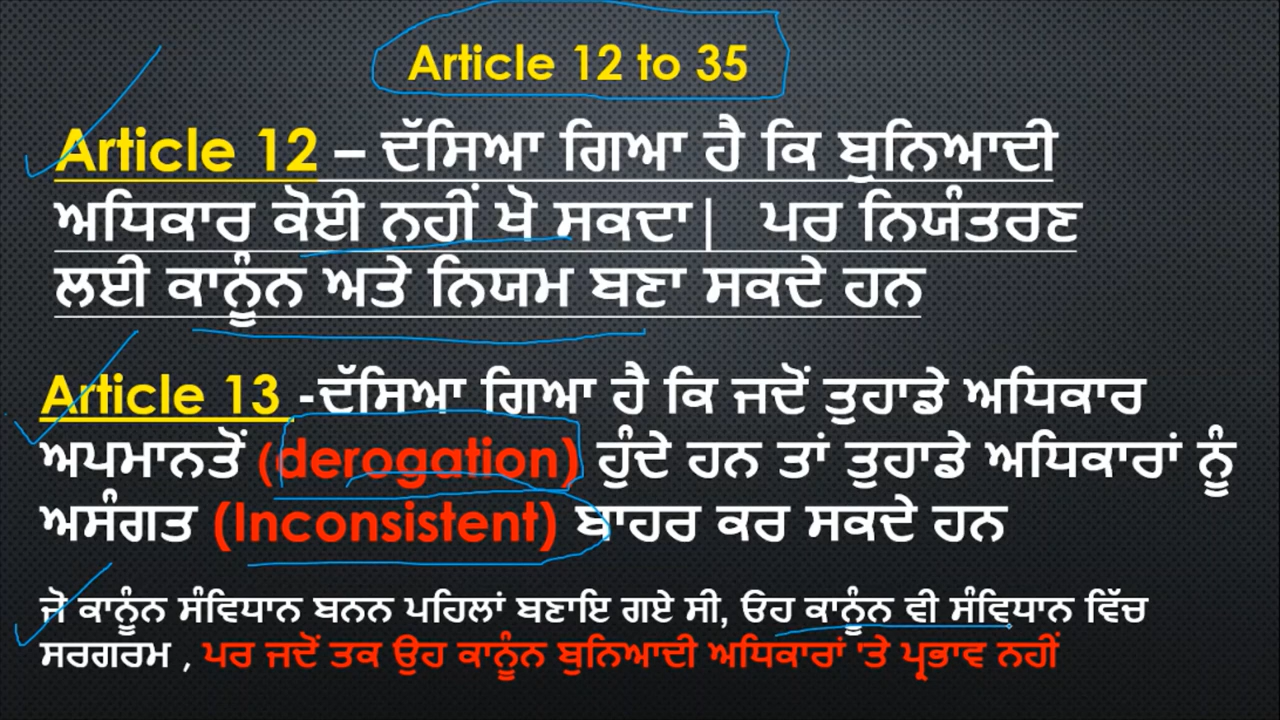 Article 12 to 35
Article 12 – ਦੱਸਿਆ ਗਿਆ ਹੈ ਕਿ ਬੁਨਿਆਦੀ
ਅਧਿਕਾਰ ਕੋਈ ਨਹੀਂ ਖੋ ਸਕਦਾ| ਪਰ ਨਿਯੰਤਰਣ
ਲਈ ਕਾਨੂੰਨ ਅਤੇ ਨਿਯਮ ਬਣਾ ਸਕਦੇ ਹਨ
Article 13 -ਦੱਸਿਆ ਗਿਆ ਹੈ ਕਿ ਜਦੋਂ ਤੁਹਾਡੇ ਅਧਿਕਾਰ
ਅਪਮਾਨਤੋਂ (derogation) ਹੁੰਦੇ ਹਨ ਤਾਂ ਤੁਹਾਡੇ ਅਧਿਕਾਰਾਂ ਨੂੰ
ਅਸੰਗਤ (Inconsistent) ਬਾਹਰ ਕਰ ਸਕਦੇ ਹਨ
ਜੋ ਕਾਨੂੰਨ ਸੰਵਿਧਾਨ ਬਨਨ ਪਹਿਲਾਂ ਬਣਾਇ ਗਏ ਸੀ, ਓਹ ਕਾਨੂੰਨ ਵੀ ਸੰਵਿਧਾਨ ਵਿੱਚ
ਸਰਗਰਮ , ਪਰ ਜਦੋਂ ਤਕ ਉਹ ਕਾਨੂੰਨ ਬੁਨਿਆਦੀ ਅਧਿਕਾਰਾਂ 'ਤੇ ਪ੍ਰਭਾਵ ਨਹੀਂ